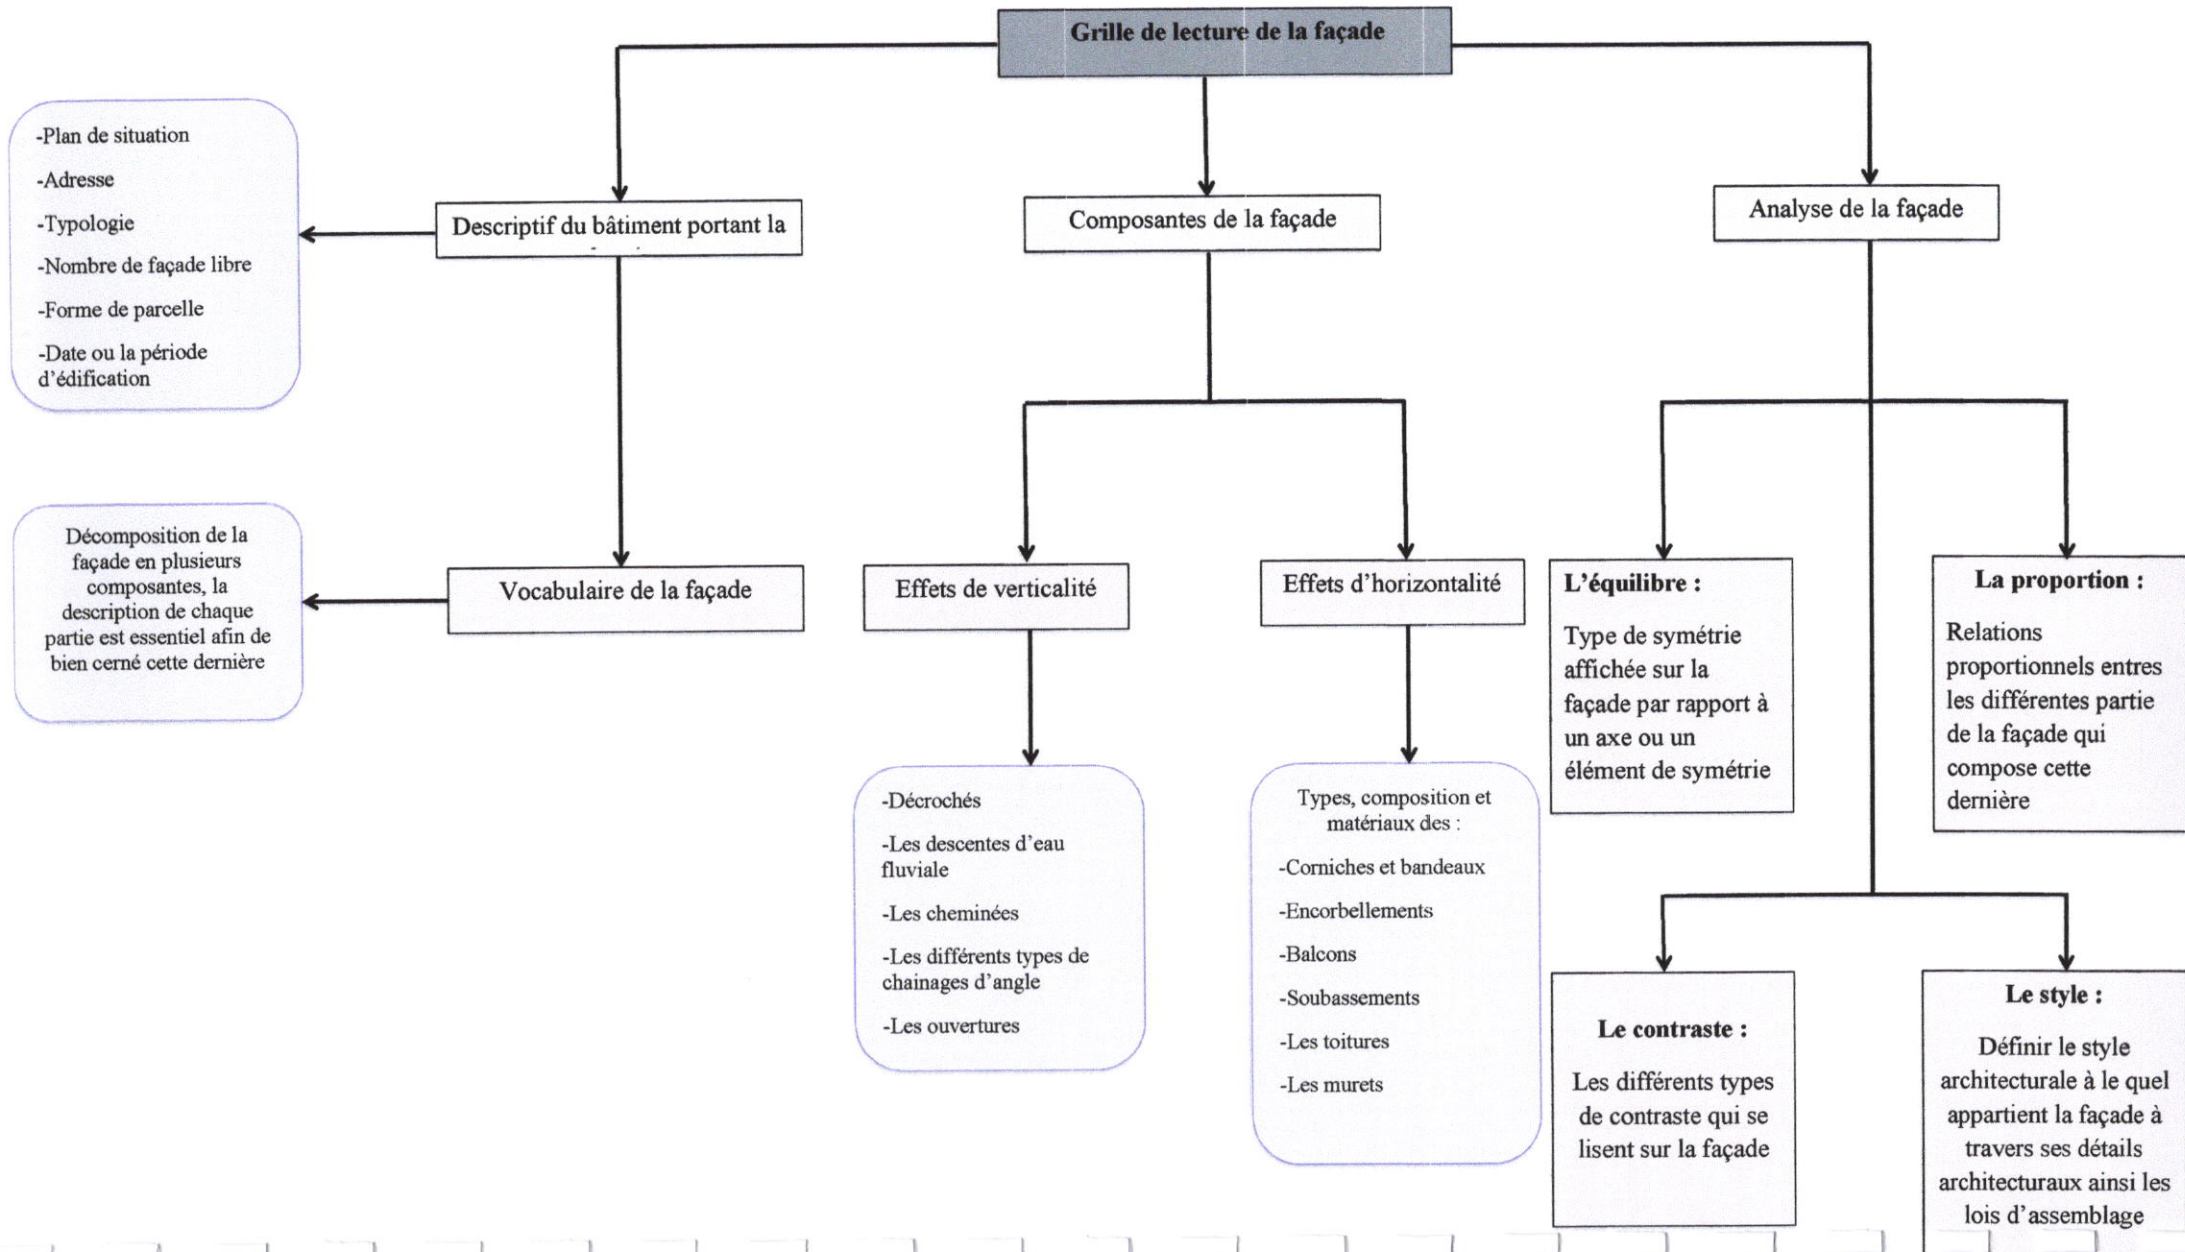 Grille de lecture de la façade
-Plan de situation
-Adresse
-Typologie
-Nombre de façade libre
-Forme de parcelle
-Date ou la période
d'édification
Descriptif du bâtiment portant la
Composantes de la façade
Analyse de la façade
Décomposition de la
façade en plusieurs
composantes, la
description de chaque
partie est essentiel afin de
bien cerné cette dernière
Vocabulaire de la façade
Effets de verticalité
Effets d'horizontalité
-Décrochés
-Les descentes d'eau
fluviale
-Les cheminées
-Les différents types de
chainages d'angle
-Les ouvertures
Types, composition et
matériaux des :
-Corniches et bandeaux
-Encorbellements
-Balcons
-Soubassements
-Les toitures
-Les murets
L'équilibre :
Type de symétrie
affichée sur la
façade par rapport à
un axe ou un
élément de symétrie
La proportion :
Relations
proportionnels entres
les différentes partie
de la façade qui
compose cette
dernière
Le contraste :
Les différents types
de contraste qui se
lisent sur la façade
Le style :
Définir le style
architecturale à le quel
appartient la façade à
travers ses détails
architecturaux ainsi les
lois d'assemblage